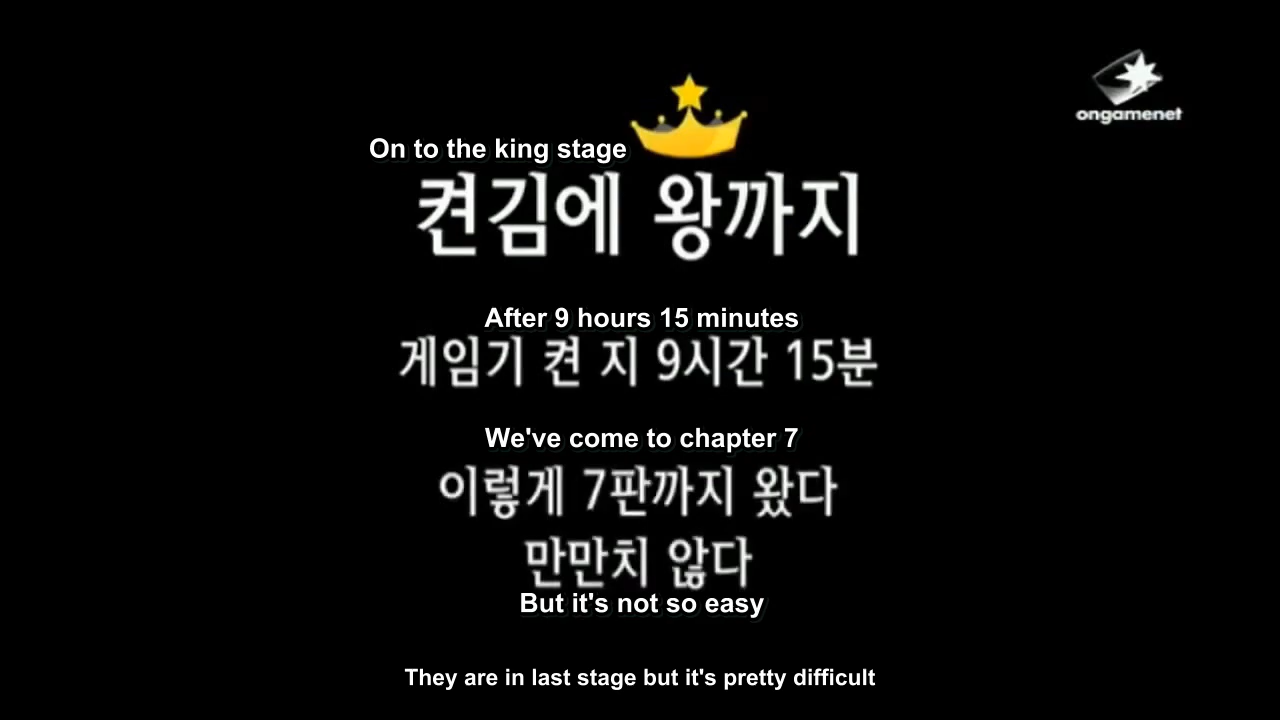 ongamenet
On to the king stage
켠김에 왕까지
After 9 hours 15 minutes
게임기 켠 지 9시간 15분
We've come to chapter 7
이렇게 7판까지 왔다
만만치 않다
But it's not so easy
They are in last stage but it's pretty difficult